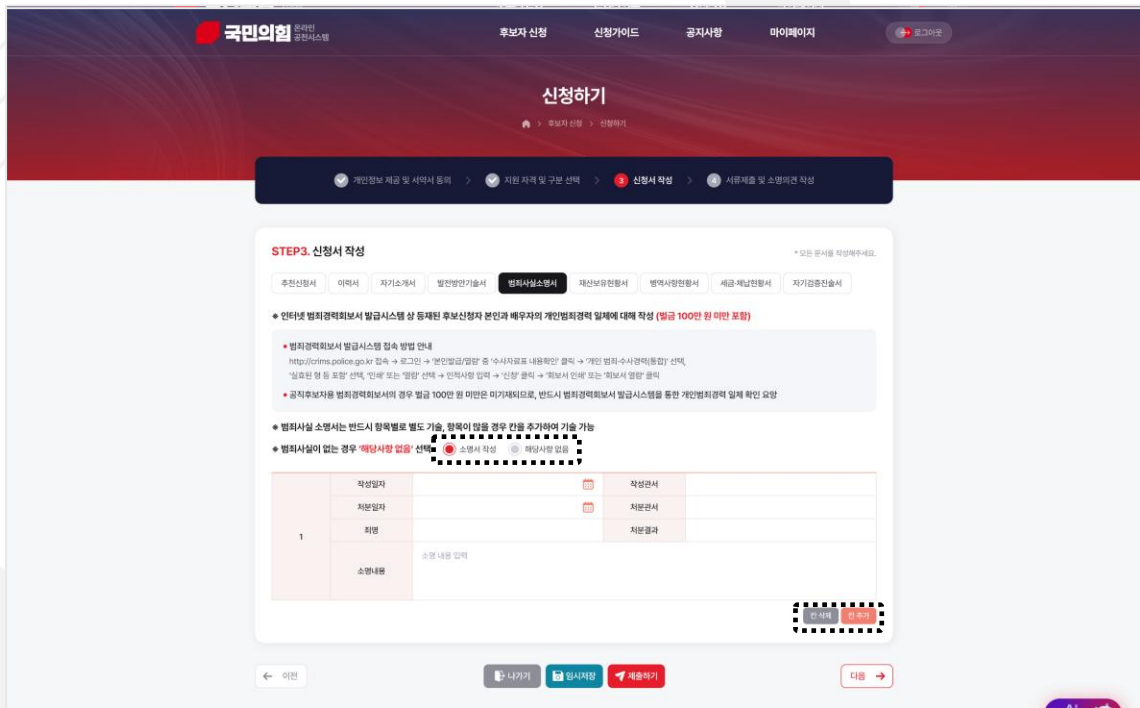 국민의힘 온라인 공천시스템
후보자 신청 신청가이드 공지사항 마이페이지 로그아웃
신청하기
후보자 신청 > 신청하기
개인정보 제공 및 서약서 동의 > 지원 자격 및 구분 선택 > 3 신청서 작성 > 4 서류제출 및 소명의견 작성
STEP3. 신청서 작성
* 모든 문서를 작성해주세요.
추천신청서 이력서 자기소개서 발전방안기술서 범죄사실소명서 재산보유현황서 병역사항현황서 세금·체납현황서 자기검증진술서
※ 인터넷 범죄경력회보서 발급시스템 상 등재된 후보신청자 본인과 배우자의 개인범죄경력 일체에 대해 작성 (벌금 100만 원 미만 포함)
• 범죄경력회보서 발급시스템 접속 방법 안내
http://crims.police.go.kr 접속 → 로그인 → '본인발급/열람' 중 '수사자료표 내용확인' 클릭 → '개인 범죄·수사경력(통합)' 선택,
'실효된 형 등 포함' 선택, '인쇄' 또는 '열람' 선택 → 인적사항 입력 → '신청' 클릭 → '회보서 인쇄' 또는 '회보서 열람' 클릭
• 공직후보자용 범죄경력회보서의 경우 벌금 100만 원 미만은 미기재되므로, 반드시 범죄경력회보서 발급시스템을 통한 개인범죄경력 일체 확인 요망
※ 범죄사실 소명서는 반드시 항목별로 별도 기술, 항목이 많을 경우 칸을 추가하여 기술 가능
※ 범죄사실이 없는 경우 '해당사항 없음' 선택 소명서 작성 해당사항 없음
작성일자 작성관서
처분일자 처분관서
1
죄명 처분결과
소명내용 소명 내용 입력
칸 삭제 칸 추가
← 이전 나가기 임시저장 제출하기 다음 →